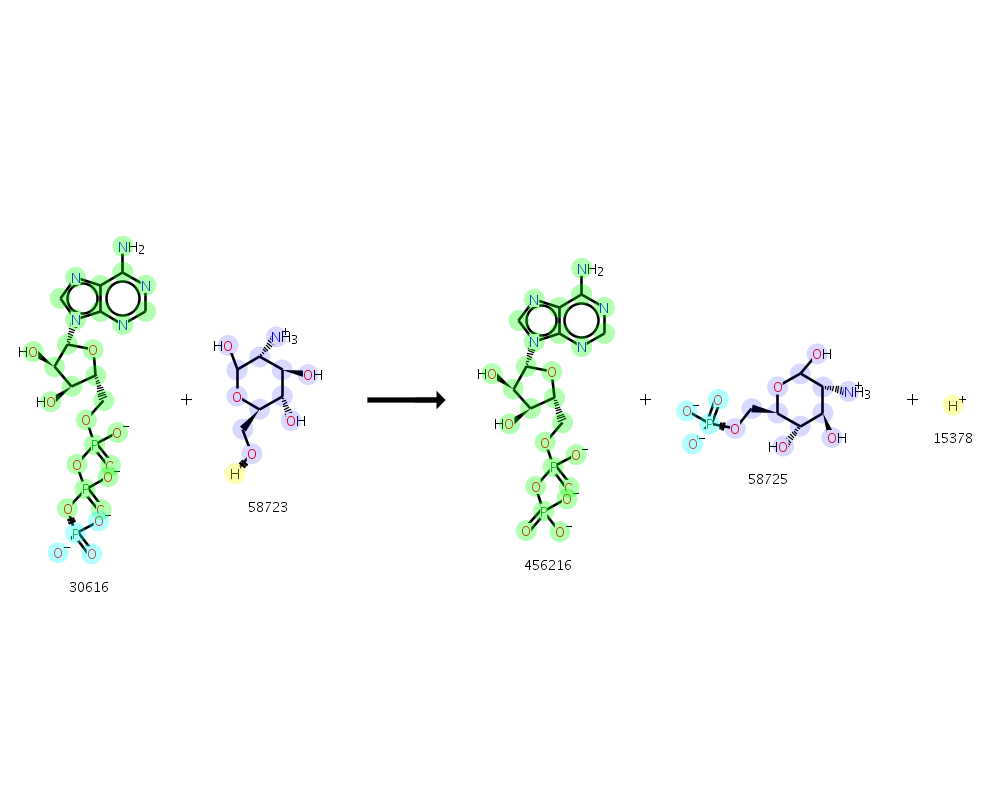 NH2
N N
N N
HO O
HO
O
P O−
O O
P O−
O O
P O−
O− O
30616
+
HO NH3+
OH
O
OH
O
H
58723
NH2
N N
N N
HO O
HO
O
P O−
O O
P O−
O O−
456216
+
OH
O NH3+
O
O− P O
O−
HO OH
58725
+
H+
15378